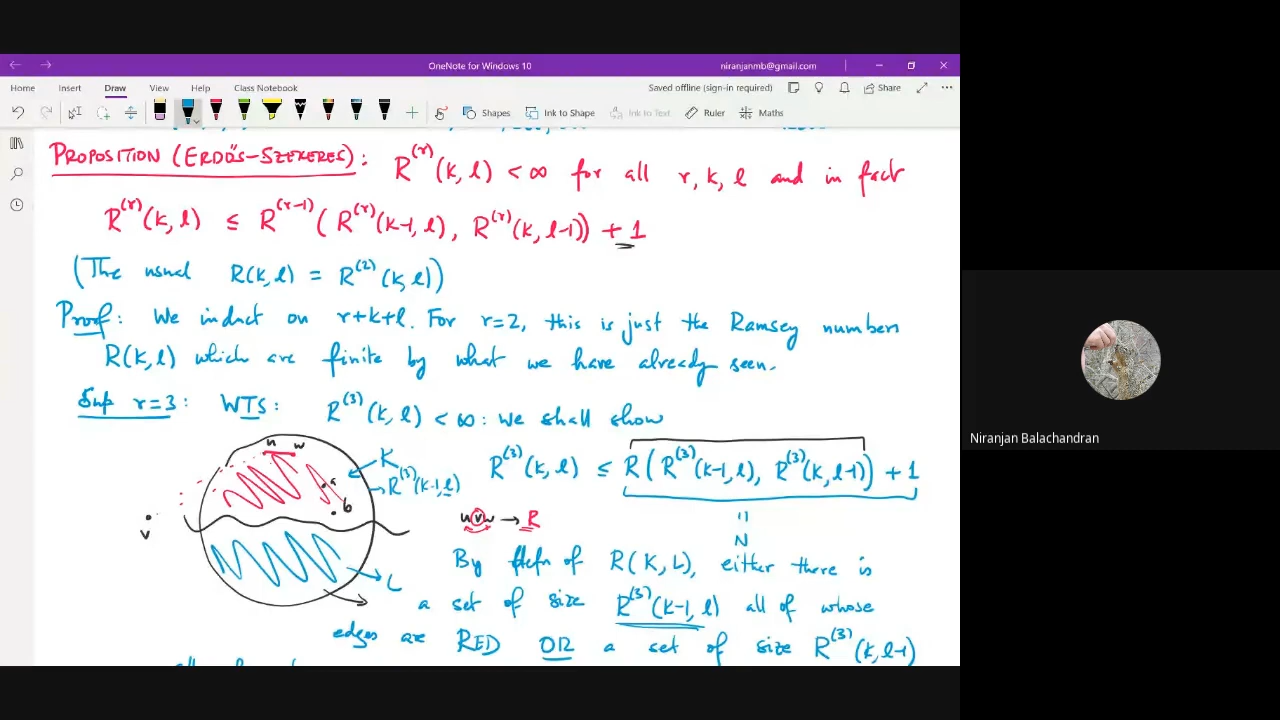 OneNote for Windows 10
niranjanmb@gmail.com
Home Insert Draw View Help Class Notebook
Saved offline (sign-in required) Share
Shapes Ink to Shape Ink to Text Ruler Maths
PROPOSITION (ERDŐS-SZEKERES): R^(r)(k, l) < ∞ for all r, k, l and in fact
R^(r)(k, l) ≤ R^(r-1)(R^(r)(k-1, l), R^(r)(k, l-1)) + 1
(The usual R(k, l) = R^(2)(k, l))
Proof: We induct on r+k+l. For r=2, this is just the Ramsey numbers
R(k, l) which are finite by what we have already seen.
Sup r=3: WTS: R^(3)(k, l) < ∞: We shall show
R^(3)(k, l) ≤ R(R^(3)(k-1, l), R^(3)(k, l-1)) + 1
u w
K
R^(3)(k-1, l)
a
b
v
L
uvw → R
"
N
By defn of R(K, L), either there is
a set of size R^(3)(k-1, l) all of whose
edges are RED OR a set of size R^(3)(k, l-1)
Niranjan Balachandran